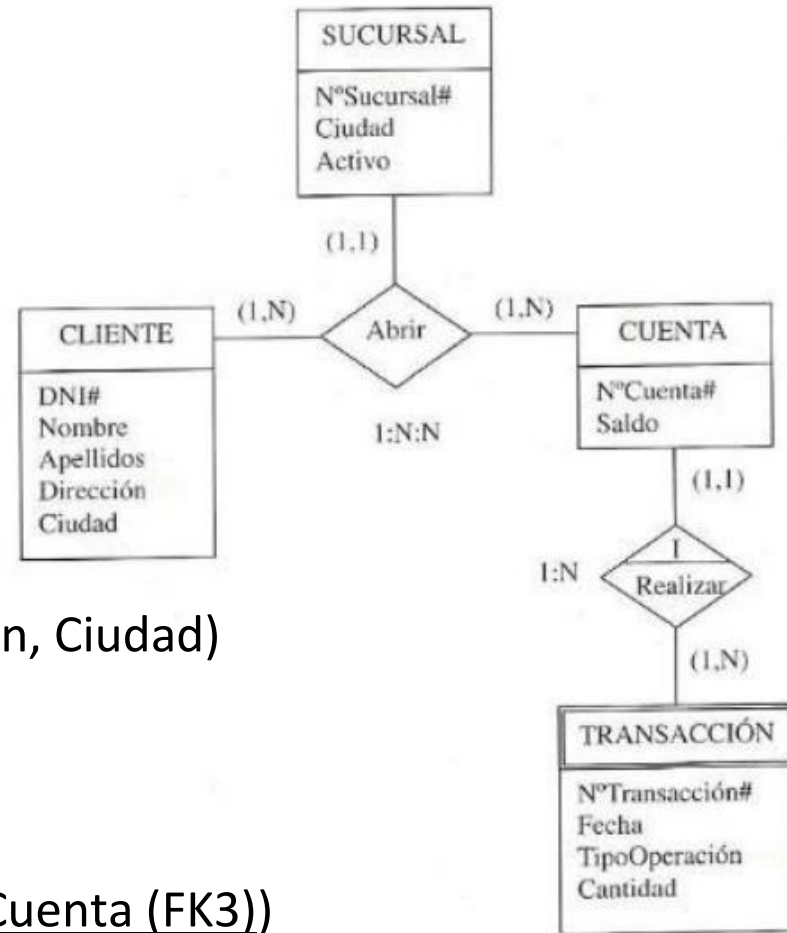 SUCURSAL
NºSucursal#
Ciudad
Activo
(1,1)
(1,N)
Abrir
(1,N)
CLIENTE
DNI#
Nombre
Apellidos
Dirección
Ciudad
1:N:N
CUENTA
NºCuenta#
Saldo
(1,1)
I
1:N
Realizar
(1,N)
n, Ciudad)
TRANSACCIÓN
NºTransacción#
Fecha
TipoOperación
Cantidad
Cuenta (FK3))